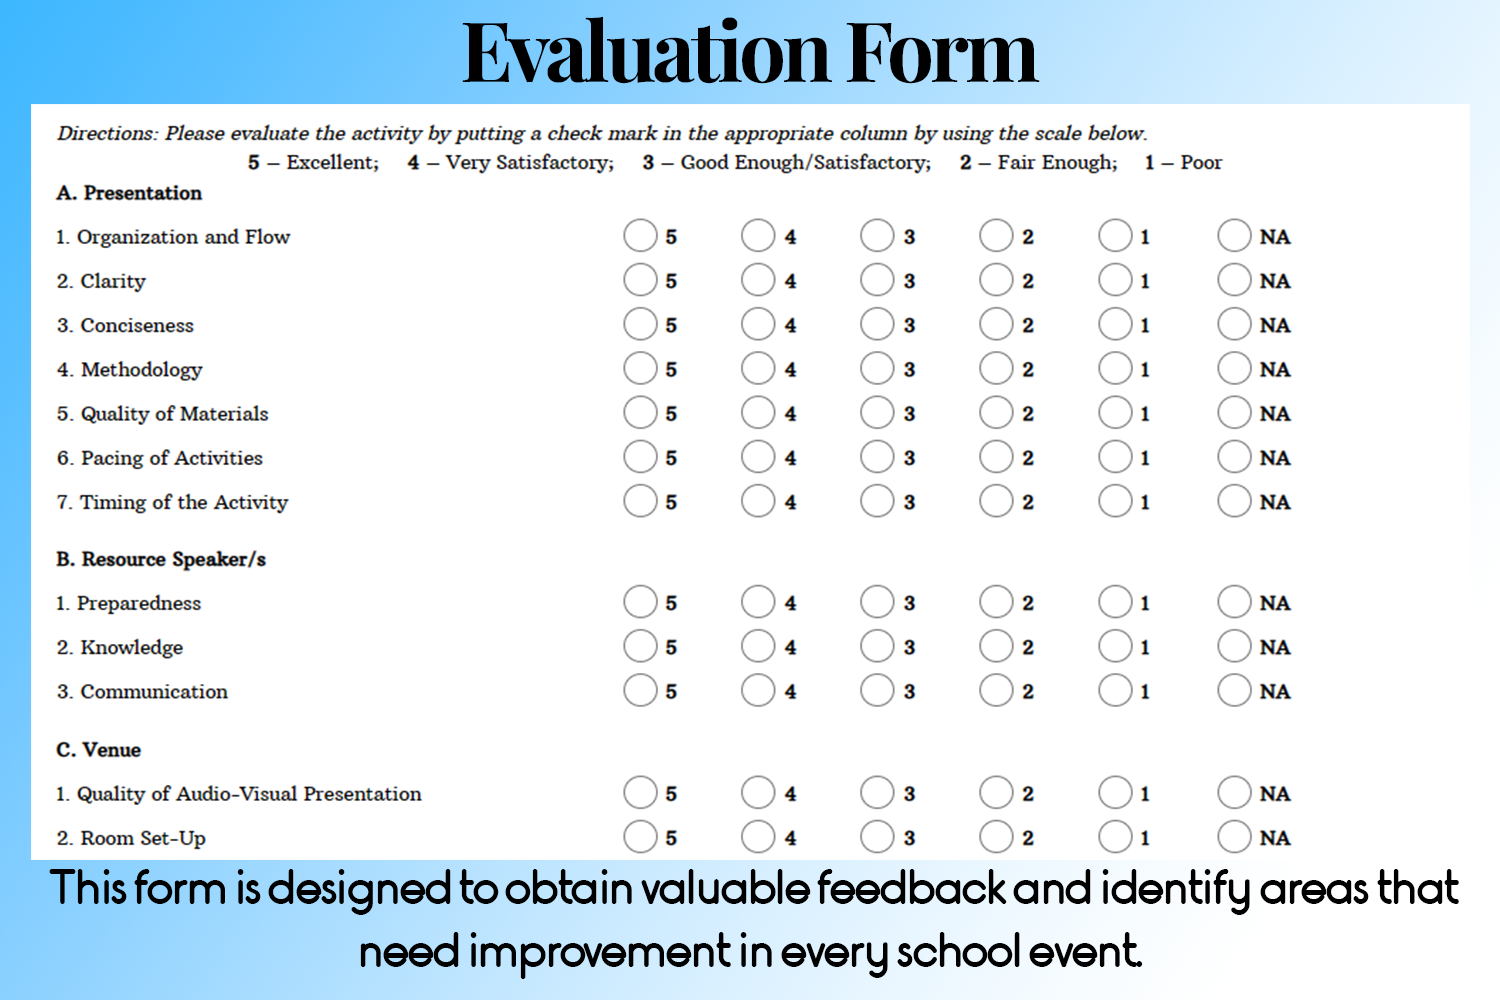 Evaluation Form
Directions: Please evaluate the activity by putting a check mark in the appropriate column by using the scale below.
5 – Excellent; 4 – Very Satisfactory; 3 – Good Enough/Satisfactory; 2 – Fair Enough; 1 – Poor
A. Presentation
1. Organization and Flow 5 4 3 2 1 NA
2. Clarity 5 4 3 2 1 NA
3. Conciseness 5 4 3 2 1 NA
4. Methodology 5 4 3 2 1 NA
5. Quality of Materials 5 4 3 2 1 NA
6. Pacing of Activities 5 4 3 2 1 NA
7. Timing of the Activity 5 4 3 2 1 NA
B. Resource Speaker/s
1. Preparedness 5 4 3 2 1 NA
2. Knowledge 5 4 3 2 1 NA
3. Communication 5 4 3 2 1 NA
C. Venue
1. Quality of Audio-Visual Presentation 5 4 3 2 1 NA
2. Room Set-Up 5 4 3 2 1 NA
This form is designed to obtain valuable feedback and identify areas that
need improvement in every school event.